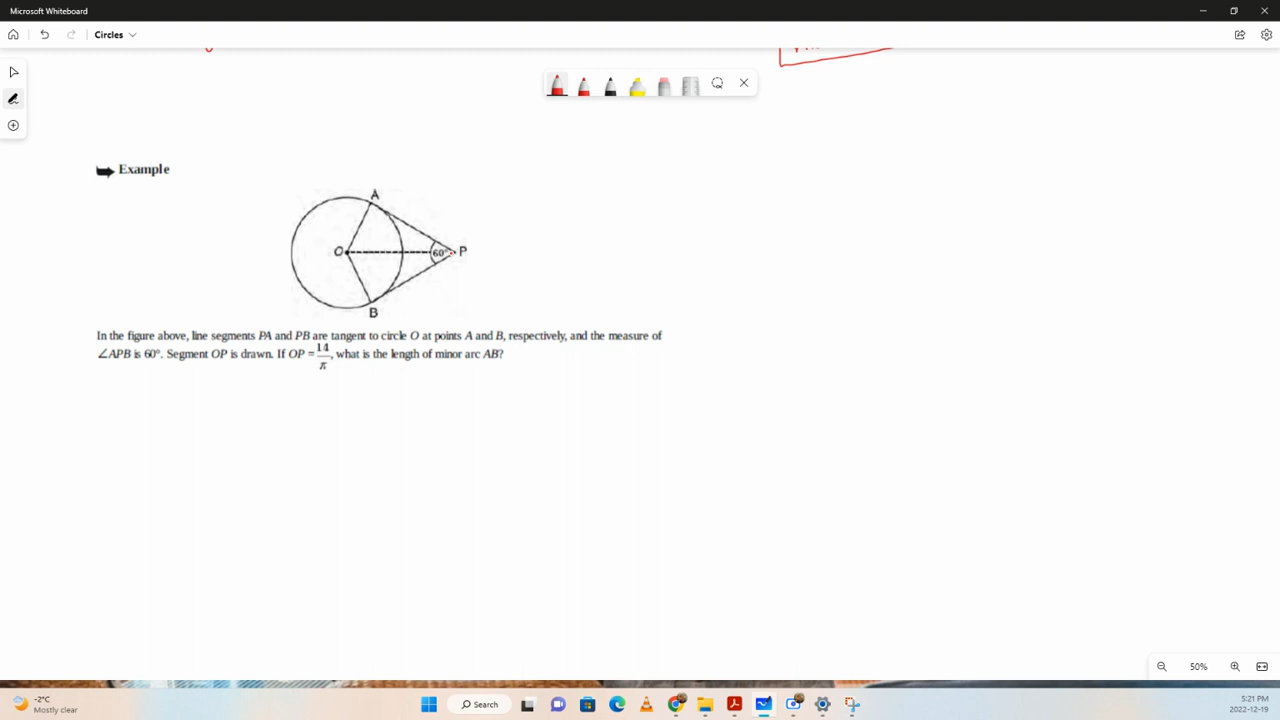 Microsoft Whiteboard
Circles
Example
A
O
60°
P
B
In the figure above, line segments PA and PB are tangent to circle O at points A and B, respectively, and the measure of
∠APB is 60°. Segment OP is drawn. If OP = 14/π, what is the length of minor arc AB?
50%
-2°C
Mostly clear
Search
5:21 PM
2022-12-19